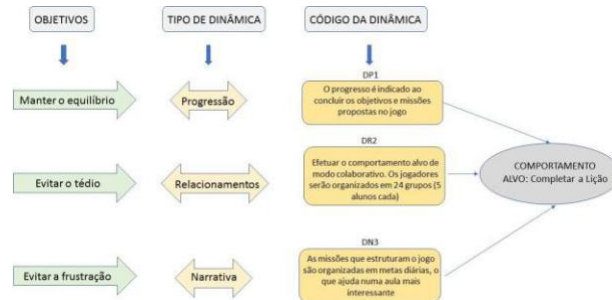 OBJETIVOS
TIPO DE DINÂMICA
CÓDIGO DA DINÂMICA
Manter o equilíbrio
Progressão
DP1
O progresso é indicado ao
concluir os objetivos e missões
propostas no jogo
Evitar o tédio
Relacionamentos
DR2
Efetuar o comportamento alvo de
modo colaborativo. Os jogadores
serão organizados em 24 grupos (5
alunos cada)
COMPORTAMENTO
ALVO: Completar a Lição
Evitar a frustração
Narrativa
DN3
As missões que estruturam o jogo
são organizadas em metas diárias, o
que ajuda numa aula mais
interessante